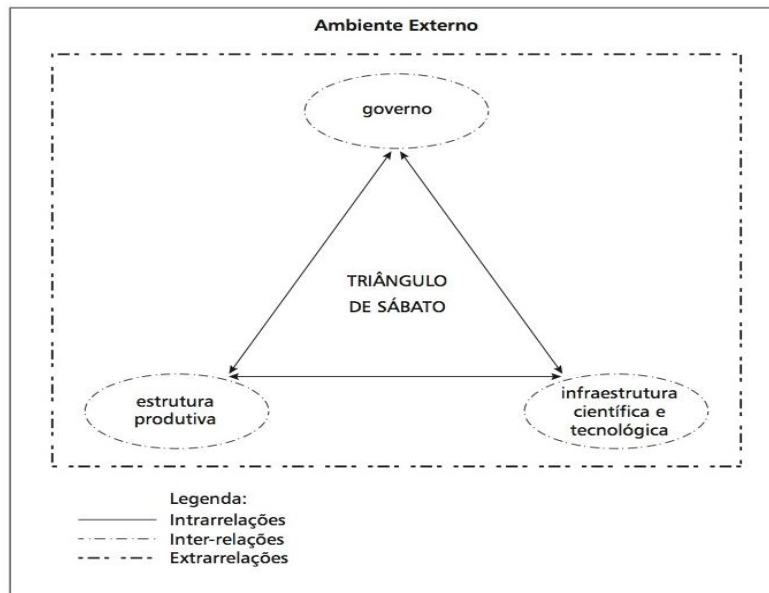 Ambiente Externo
governo
TRIÂNGULO
DE SÁBATO
estrutura
produtiva
infraestrutura
científica e
tecnológica
Legenda:
Intrarrelações
Inter-relações
Extrarrelações